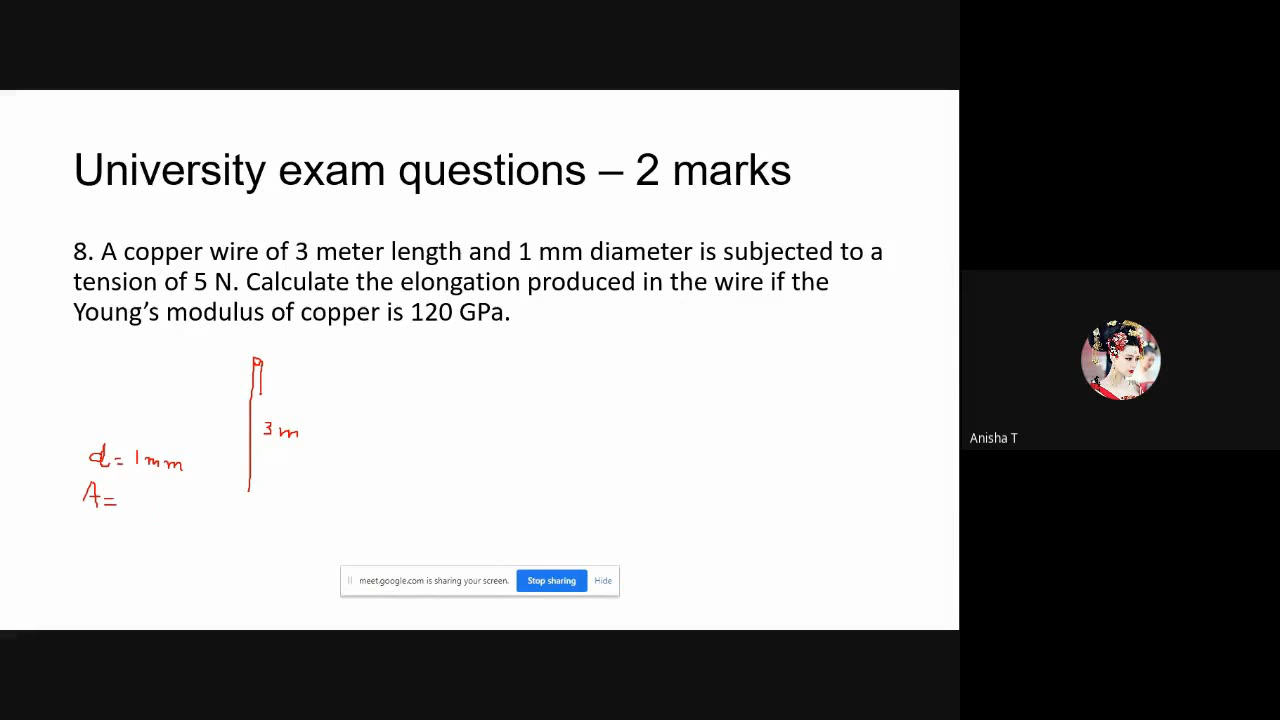 University exam questions – 2 marks
8. A copper wire of 3 meter length and 1 mm diameter is subjected to a
tension of 5 N. Calculate the elongation produced in the wire if the
Young’s modulus of copper is 120 GPa.
3 m
d = 1 mm
A =
meet.google.com is sharing your screen. Stop sharing Hide
Anisha T